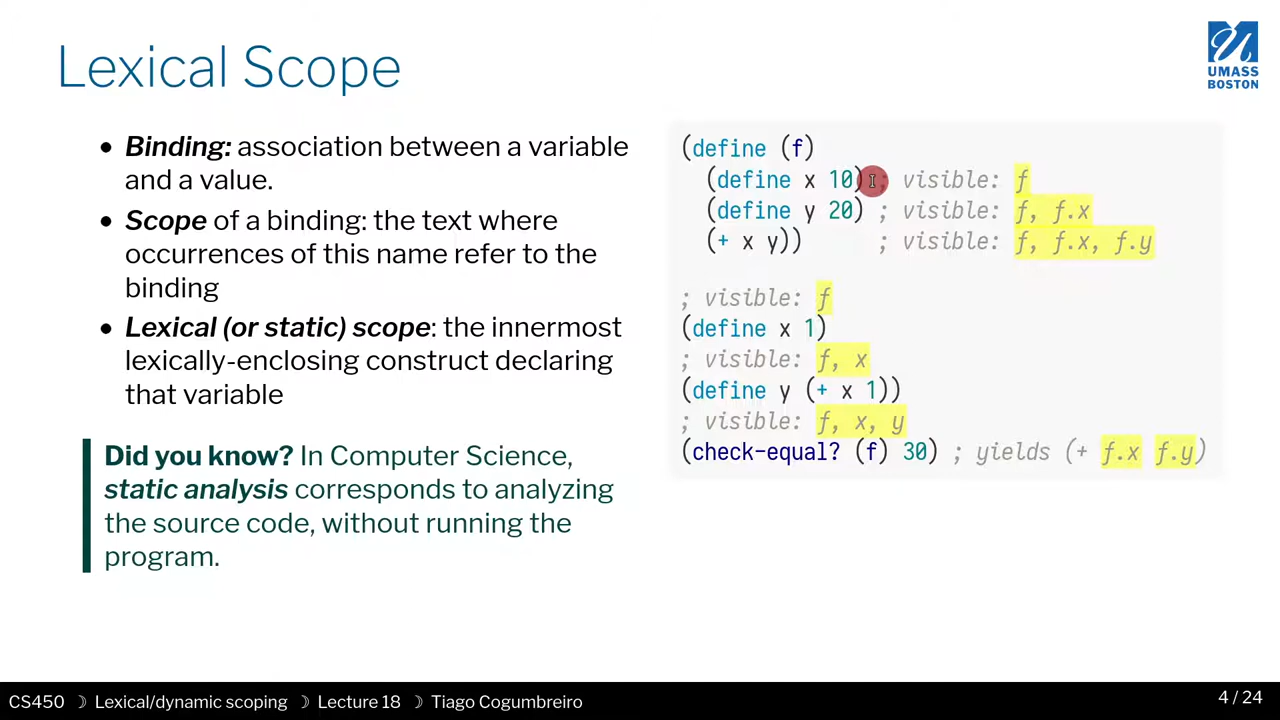 Lexical Scope
UMASS
BOSTON
• Binding: association between a variable
and a value.
• Scope of a binding: the text where
occurrences of this name refer to the
binding
• Lexical (or static) scope: the innermost
lexically-enclosing construct declaring
that variable
Did you know? In Computer Science,
static analysis corresponds to analyzing
the source code, without running the
program.
(define (f)
(define x 10) ; visible: f
(define y 20) ; visible: f, f.x
(+ x y)) ; visible: f, f.x, f.y
; visible: f
(define x 1)
; visible: f, x
(define y (+ x 1))
; visible: f, x, y
(check-equal? (f) 30) ; yields (+ f.x f.y)
CS450 ☽ Lexical/dynamic scoping ☽ Lecture 18 ☽ Tiago Cogumbreiro
4 / 24